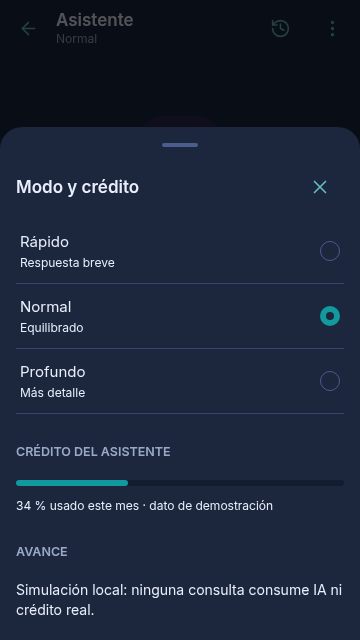 Asistente
Normal
Modo y crédito
Rápido
Respuesta breve
Normal
Equilibrado
Profundo
Más detalle
CRÉDITO DEL ASISTENTE
34 % usado este mes · dato de demostración
AVANCE
Simulación local: ninguna consulta consume IA ni
crédito real.